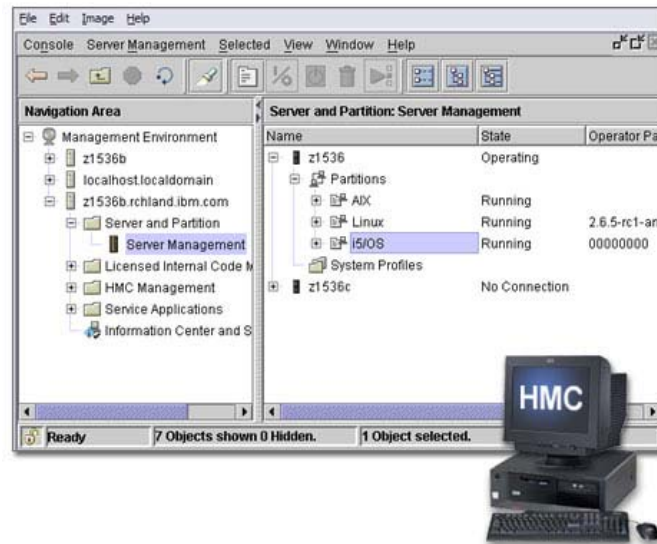 File Edit Image Help
Console Server Management Selected View Window Help
Navigation Area
Management Environment
z1536b
localhost.localdomain
z1536b.rchland.ibm.com
Server and Partition
Server Management
Licensed Internal Code
HMC Management
Service Applications
Information Center and S
Server and Partition: Server Management
Name State Operator Pa
z1536 Operating
Partitions
AIX Running
Linux Running 2.6.5-rc1-an
i5/OS Running 00000000
System Profiles
z1536c No Connection
HMC
Ready 7 Objects shown 0 Hidden. 1 Object selected.